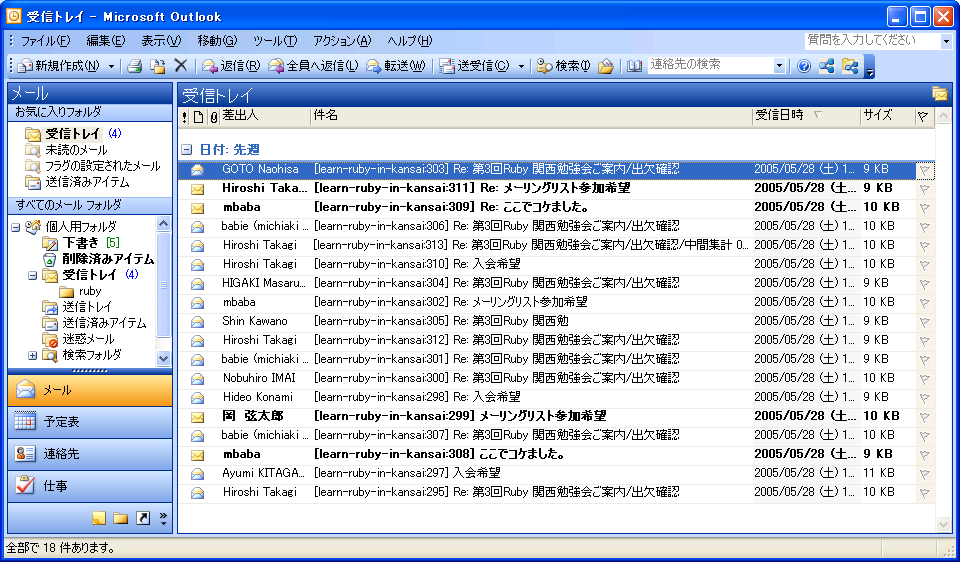 受信トレイ - Microsoft Outlook
ファイル(F) 編集(E) 表示(V) 移動(G) ツール(T) アクション(A) ヘルプ(H) 質問を入力してください
新規作成(N) 返信(R) 全員へ返信(L) 転送(W) 送受信(C) 検索(I) 連絡先の検索
メール
お気に入りフォルダ
受信トレイ (4)
未読のメール
フラグの設定されたメール
送信済みアイテム
すべてのメール フォルダ
個人用フォルダ
下書き [5]
削除済みアイテム
受信トレイ (4)
ruby
送信トレイ
送信済みアイテム
迷惑メール
検索フォルダ
メール
予定表
連絡先
仕事
受信トレイ
差出人 件名 受信日時 サイズ
日付: 先週
GOTO Naohisa [learn-ruby-in-kansai:303] Re: 第3回Ruby 関西勉強会ご案内/出欠確認 2005/05/28 (土) 1... 9 KB
Hiroshi Taka... [learn-ruby-in-kansai:311] Re: メーリングリスト参加希望 2005/05/28 (土... 9 KB
mbaba [learn-ruby-in-kansai:309] Re: ここでコケました。 2005/05/28 (土... 10 KB
babie (michiaki ... [learn-ruby-in-kansai:306] Re: 第3回Ruby 関西勉強会ご案内/出欠確認 2005/05/28 (土) 1... 9 KB
Hiroshi Takagi [learn-ruby-in-kansai:313] Re: 第3回Ruby 関西勉強会ご案内/出欠確認/中間集計 0... 2005/05/28 (土) 1... 10 KB
Hiroshi Takagi [learn-ruby-in-kansai:310] Re: 入会希望 2005/05/28 (土) 1... 9 KB
HIGAKI Masaru... [learn-ruby-in-kansai:304] Re: 第3回Ruby 関西勉強会ご案内/出欠確認 2005/05/28 (土) 1... 9 KB
mbaba [learn-ruby-in-kansai:302] Re: メーリングリスト参加希望 2005/05/28 (土) 1... 10 KB
Shin Kawano [learn-ruby-in-kansai:305] Re: 第3回Ruby 関西勉 2005/05/28 (土) 1... 9 KB
Hiroshi Takagi [learn-ruby-in-kansai:312] Re: 第3回Ruby 関西勉強会ご案内/出欠確認 2005/05/28 (土) 1... 10 KB
babie (michiaki ... [learn-ruby-in-kansai:301] Re: 第3回Ruby 関西勉強会ご案内/出欠確認 2005/05/28 (土) 1... 9 KB
Nobuhiro IMAI [learn-ruby-in-kansai:300] Re: 第3回Ruby 関西勉強会ご案内/出欠確認 2005/05/28 (土) 1... 10 KB
Hideo Konami [learn-ruby-in-kansai:298] Re: 入会希望 2005/05/28 (土) 1... 9 KB
岡 弦太郎 [learn-ruby-in-kansai:299] メーリングリスト参加希望 2005/05/28 (土... 10 KB
babie (michiaki ... [learn-ruby-in-kansai:307] Re: 第3回Ruby 関西勉強会ご案内/出欠確認 2005/05/28 (土) 1... 10 KB
mbaba [learn-ruby-in-kansai:308] ここでコケました。 2005/05/28 (土... 9 KB
Ayumi KITAGA... [learn-ruby-in-kansai:297] 入会希望 2005/05/28 (土) 1... 11 KB
Hiroshi Takagi [learn-ruby-in-kansai:295] Re: 第3回Ruby 関西勉強会ご案内/出欠確認 2005/05/28 (土) 1... 10 KB
全部で 18 件あります。